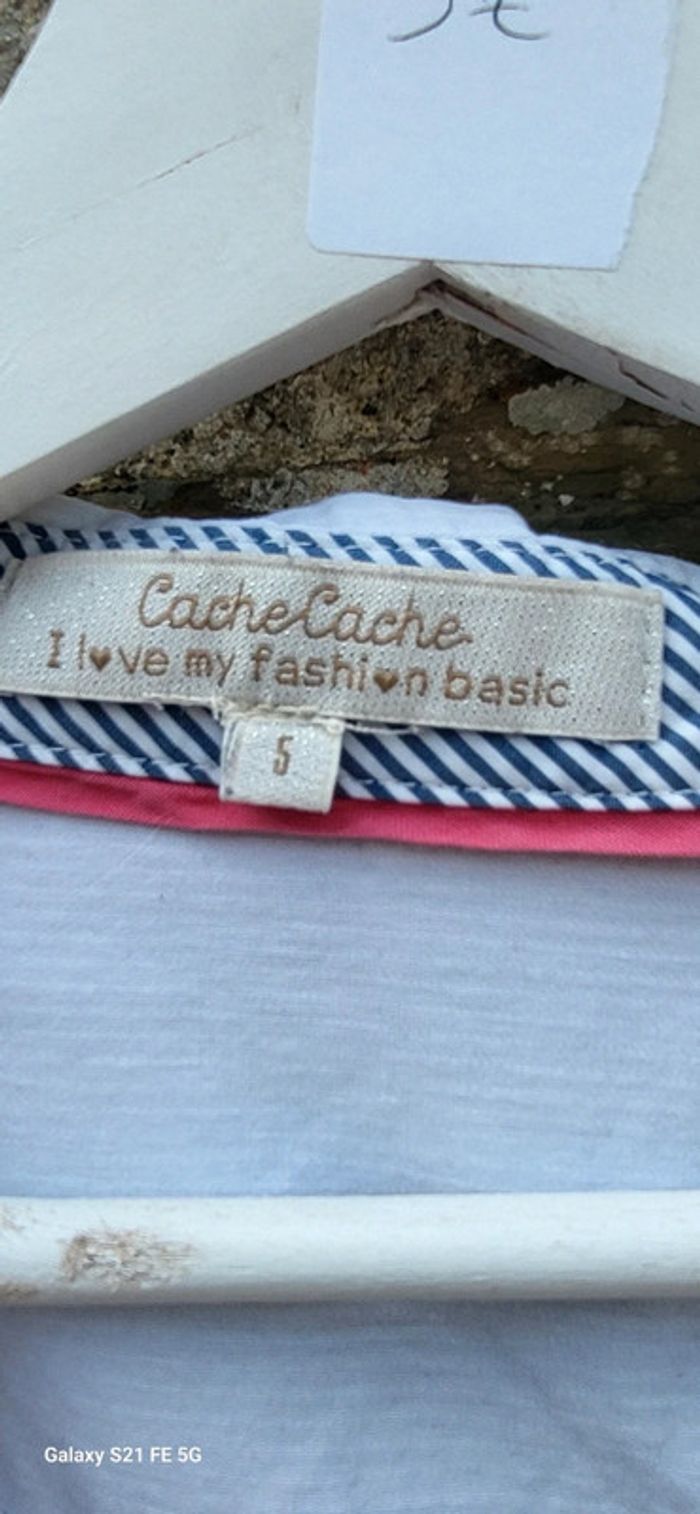 CacheCache
I love my fashion basic
5
Galaxy S21 FE 5G